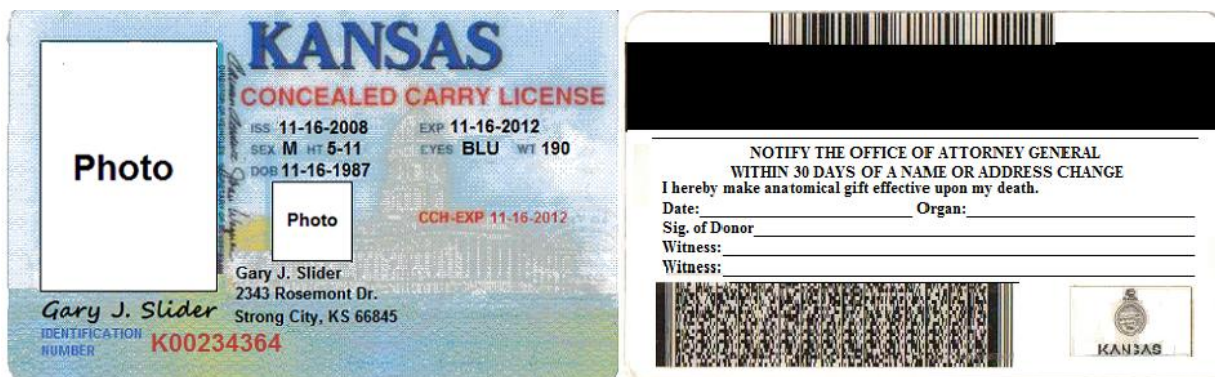 KANSAS
CONCEALED CARRY LICENSE
Photo
ISS 11-16-2008 EXP 11-16-2012
SEX M HT 5-11 EYES BLU WT 190
DOB 11-16-1987
Photo
CCH-EXP 11-16-2012
Gary J. Slider
2343 Rosemont Dr.
Strong City, KS 66845
Gary J. Slider
IDENTIFICATION
NUMBER K00234364
NOTIFY THE OFFICE OF ATTORNEY GENERAL
WITHIN 30 DAYS OF A NAME OR ADDRESS CHANGE
I hereby make anatomical gift effective upon my death.
Date: Organ:
Sig. of Donor
Witness:
Witness:
KANSAS